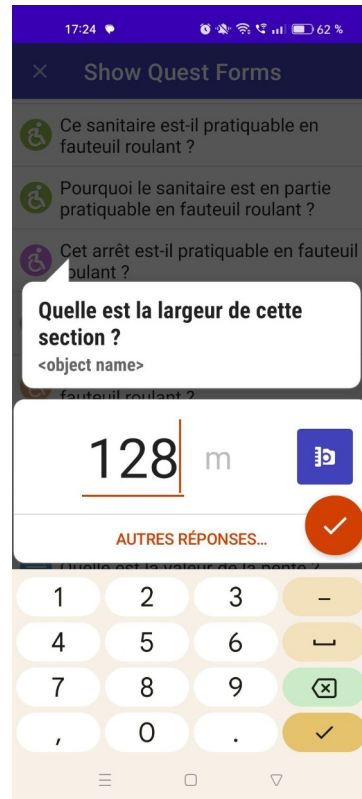 17:24 62 %
Show Quest Forms
Ce sanitaire est-il pratiquable en
fauteuil roulant ?
Pourquoi le sanitaire est en partie
pratiquable en fauteuil roulant ?
Cet arrêt est-il pratiquable en fauteuil
roulant ?
Quelle est la largeur de cette
section ?
<object name>
fauteuil roulant ?
128 m
AUTRES RÉPONSES...
Quelle est la valeur de la pente ?
1 2 3 –
4 5 6
7 8 9
, 0 .